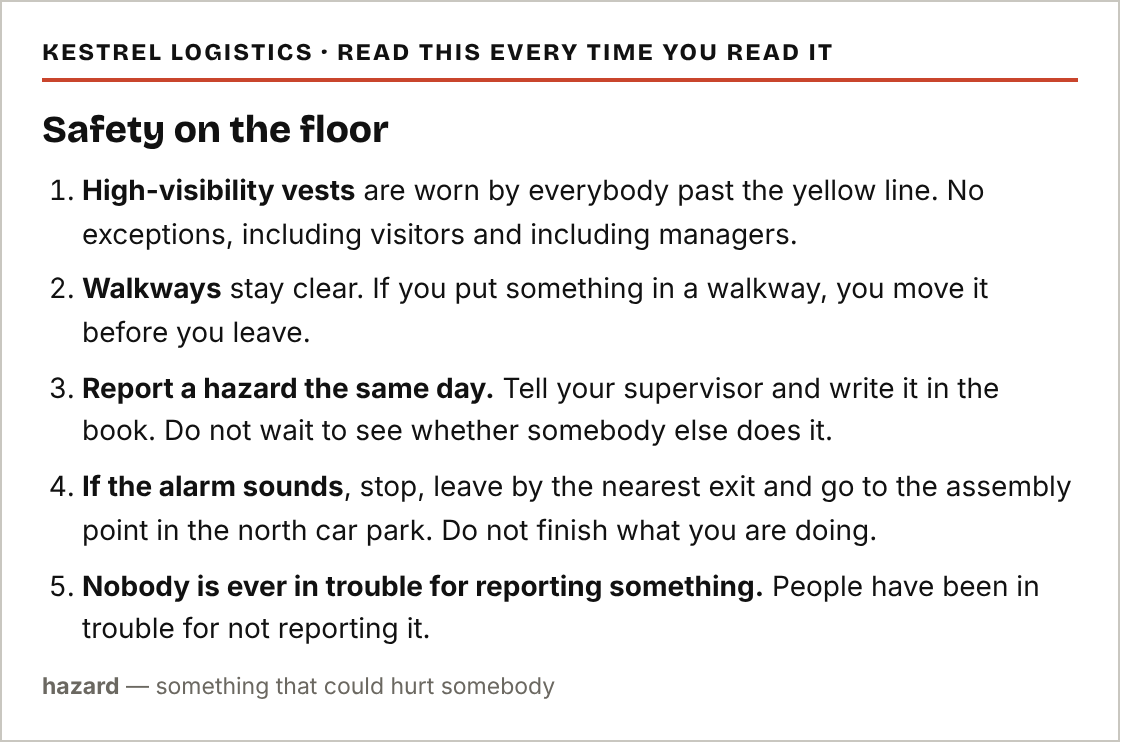 KESTREL LOGISTICS · READ THIS EVERY TIME YOU READ IT
Safety on the floor
1. High-visibility vests are worn by everybody past the yellow line. No
exceptions, including visitors and including managers.
2. Walkways stay clear. If you put something in a walkway, you move it
before you leave.
3. Report a hazard the same day. Tell your supervisor and write it in the
book. Do not wait to see whether somebody else does it.
4. If the alarm sounds, stop, leave by the nearest exit and go to the assembly
point in the north car park. Do not finish what you are doing.
5. Nobody is ever in trouble for reporting something. People have been in
trouble for not reporting it.
hazard — something that could hurt somebody